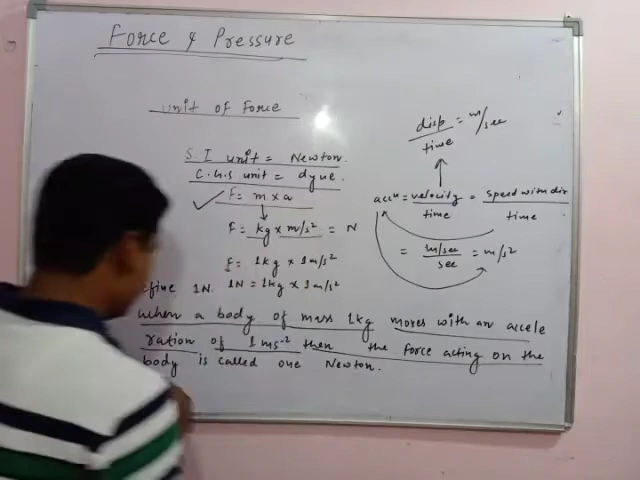 Force & Pressure
unit of Force
S I unit = Newton.
C.G.S unit = dyne.
F = m x a
F = kg x m/s² = N
F = 1kg x 1m/s²
efine 1N. 1N = 1kg x 1m/s²
when a body of mass 1kg moves with an accele
ration of 1 ms⁻² then the force acting on the
body is called one Newton.
disp/time = m/sec
accⁿ = velocity/time = speed with dir/time
= m/sec/sec = m/s²